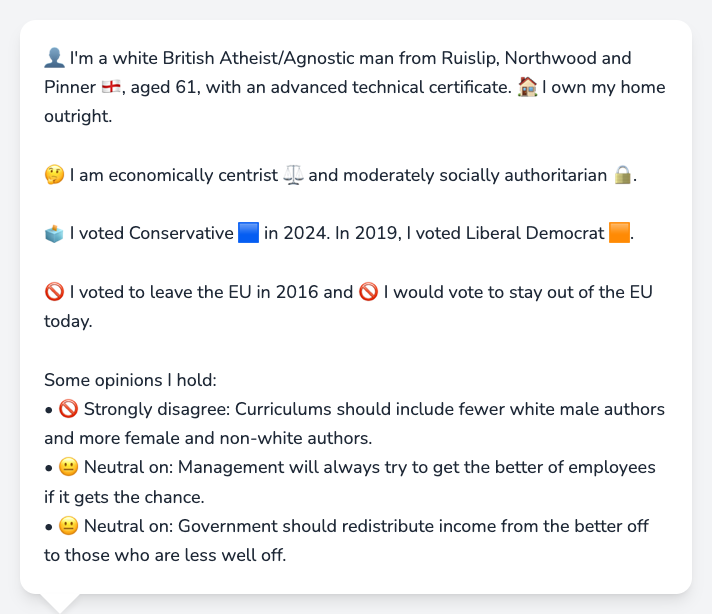 👤 I'm a white British Atheist/Agnostic man from Ruislip, Northwood and
Pinner 🏴󠁧󠁢󠁥󠁮󠁧󠁿, aged 61, with an advanced technical certificate. 🏠 I own my home
outright.
🤔 I am economically centrist ⚖️ and moderately socially authoritarian 🔒.
🗳️ I voted Conservative 🟦 in 2024. In 2019, I voted Liberal Democrat 🟧.
🚫 I voted to leave the EU in 2016 and 🚫 I would vote to stay out of the EU
today.
Some opinions I hold:
• 🚫 Strongly disagree: Curriculums should include fewer white male authors
and more female and non-white authors.
• 😐 Neutral on: Management will always try to get the better of employees
if it gets the chance.
• 😐 Neutral on: Government should redistribute income from the better off
to those who are less well off.